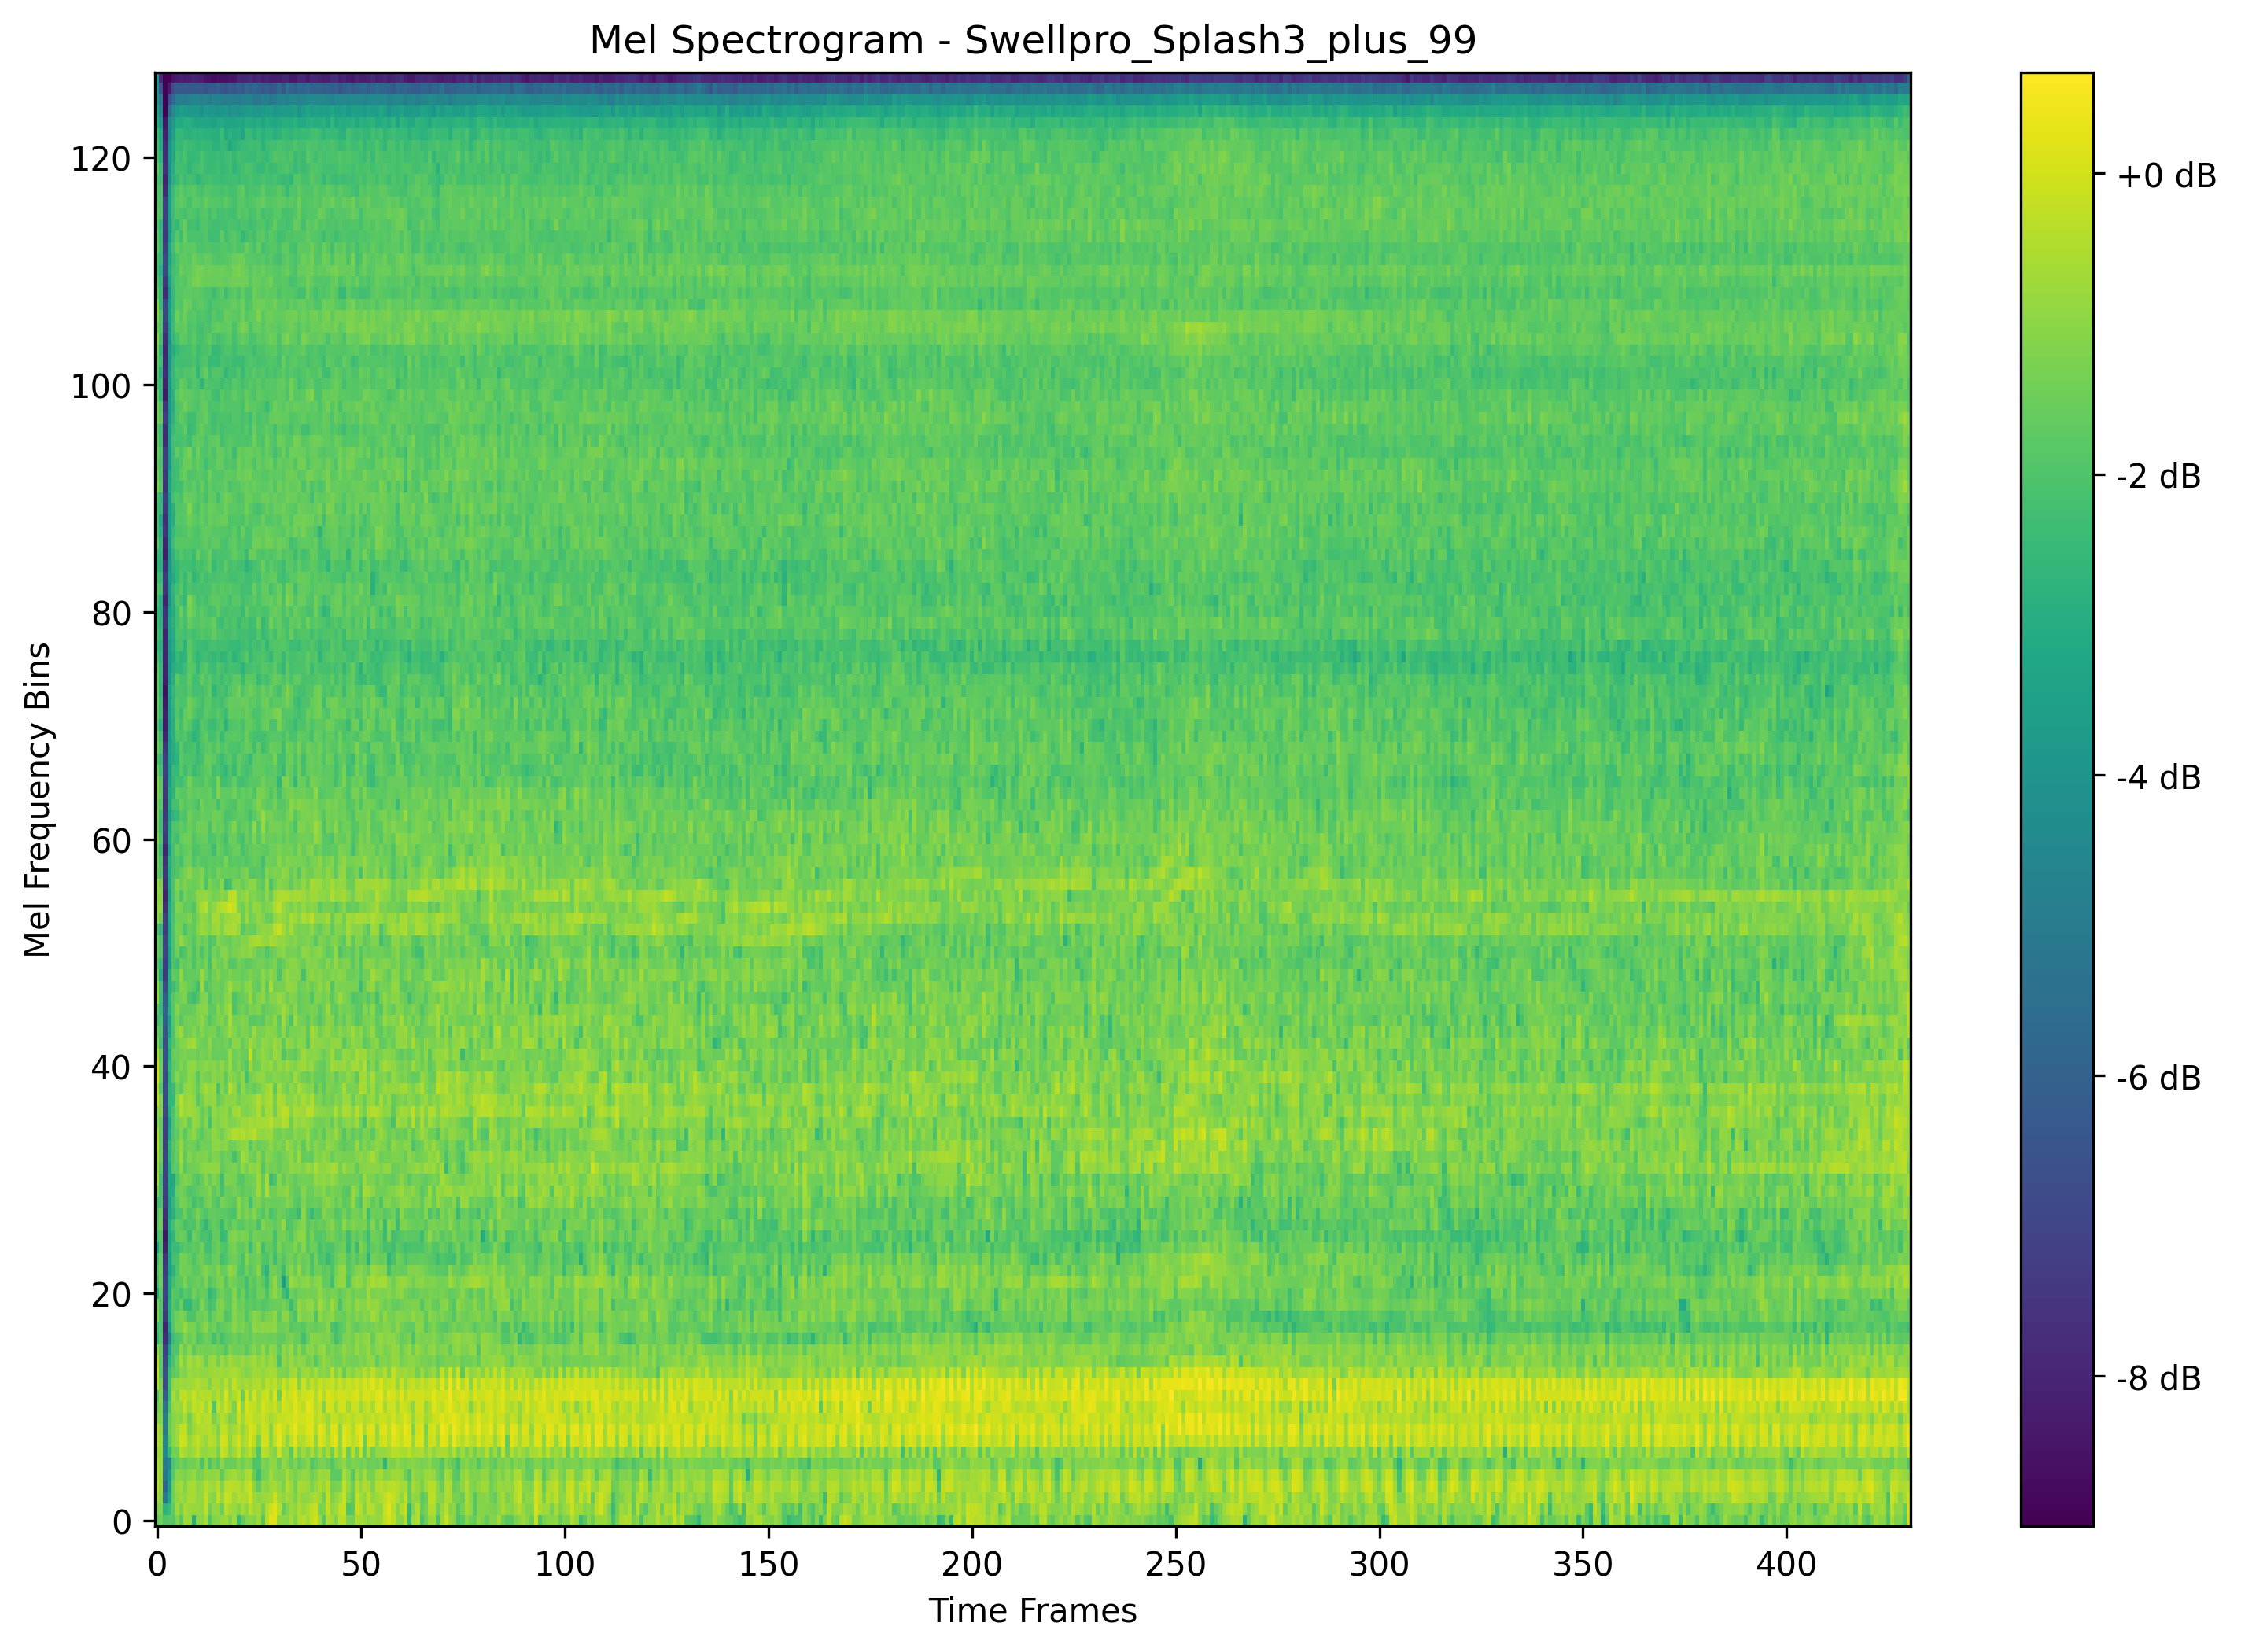 Mel Spectrogram - Swellpro_Splash3_plus_99
Mel Frequency Bins
120
100
80
60
40
20
0
0 50 100 150 200 250 300 350 400
Time Frames
+0 dB
-2 dB
-4 dB
-6 dB
-8 dB